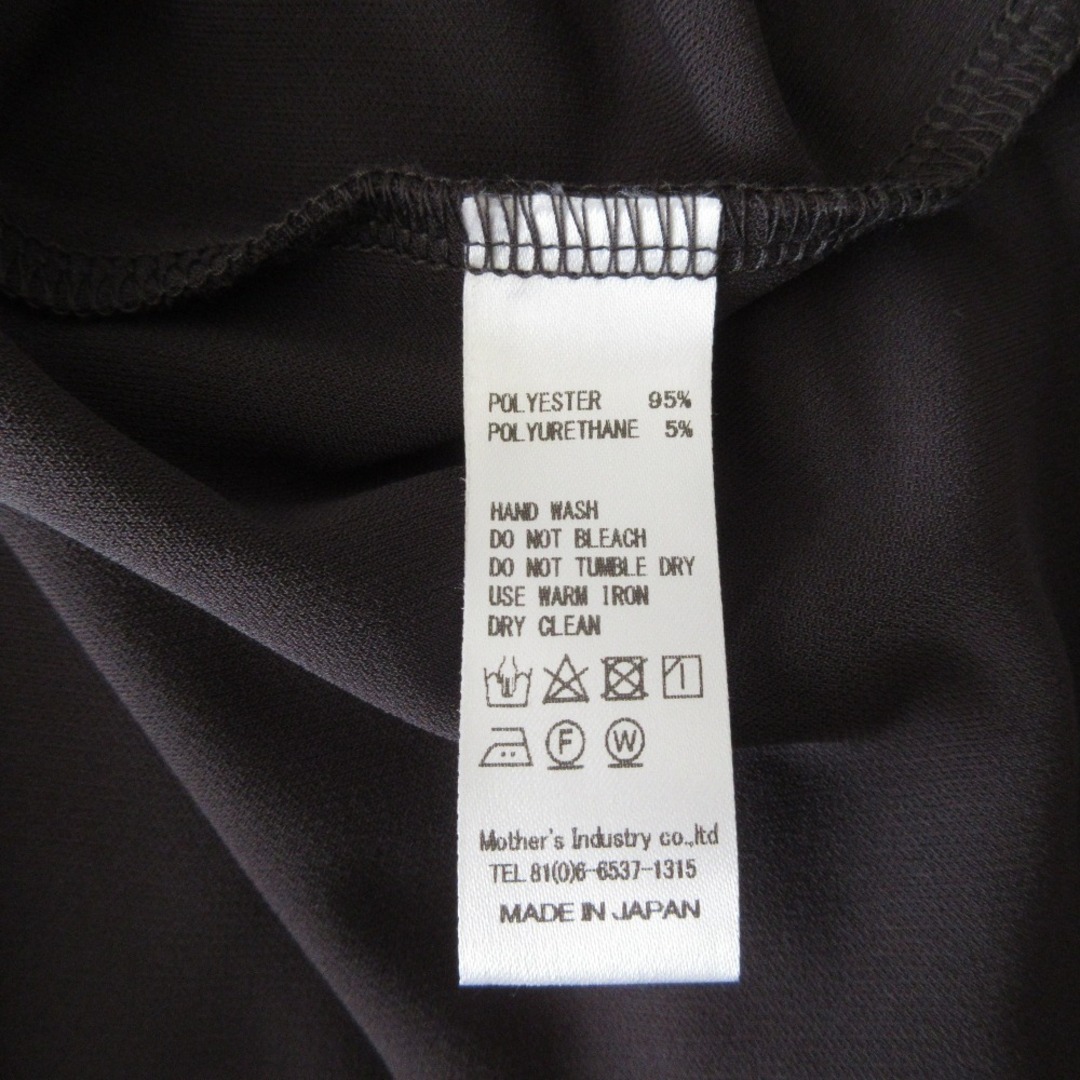 POLYESTER 95%
POLYURETHANE 5%
HAND WASH
DO NOT BLEACH
DO NOT TUMBLE DRY
USE WARM IRON
DRY CLEAN
F W
Mother's Industry co.,ltd
TEL 81(0)6-6537-1315
MADE IN JAPAN